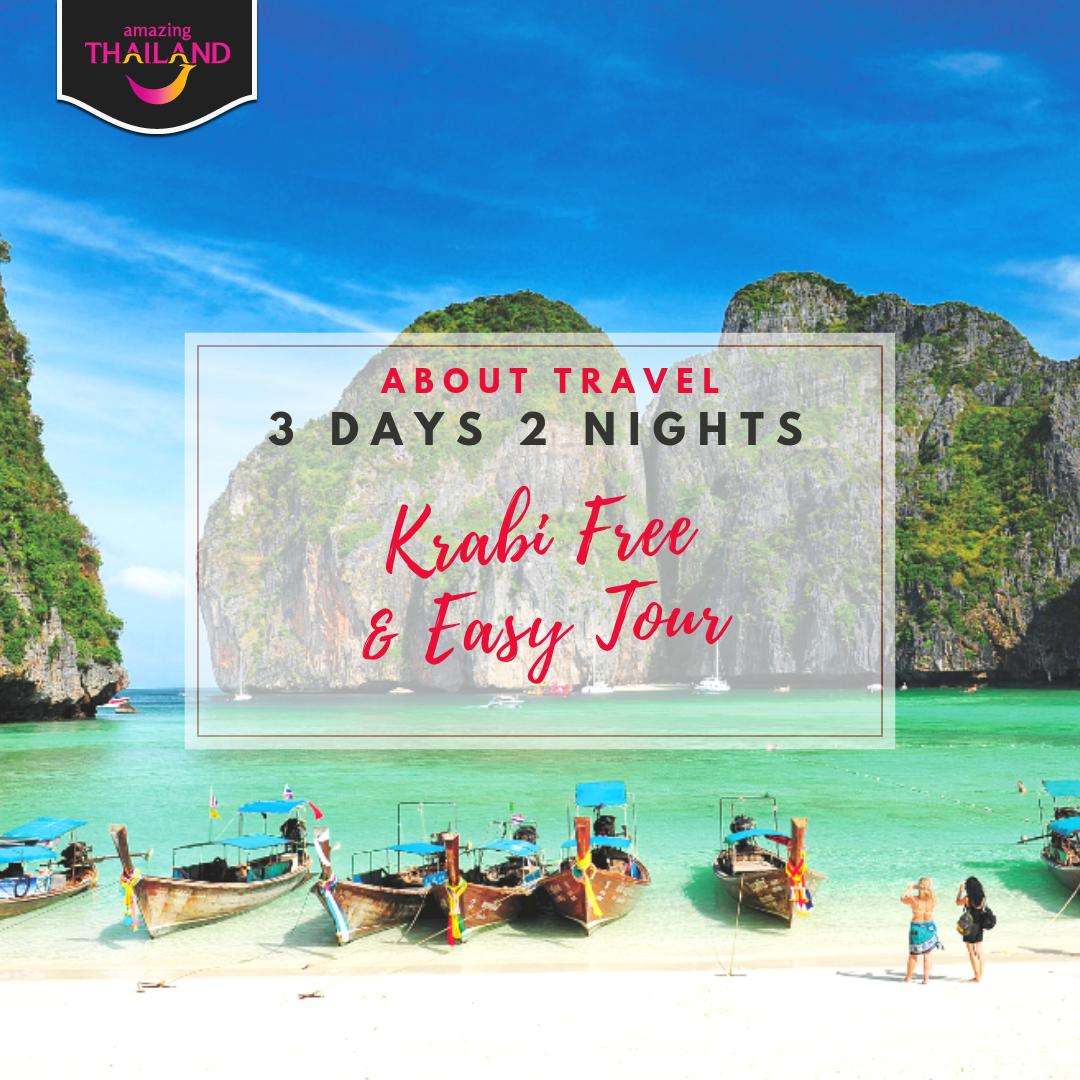 amazing
THAILAND
ABOUT TRAVEL
3 DAYS 2 NIGHTS
Krabi Free
& Easy Tour